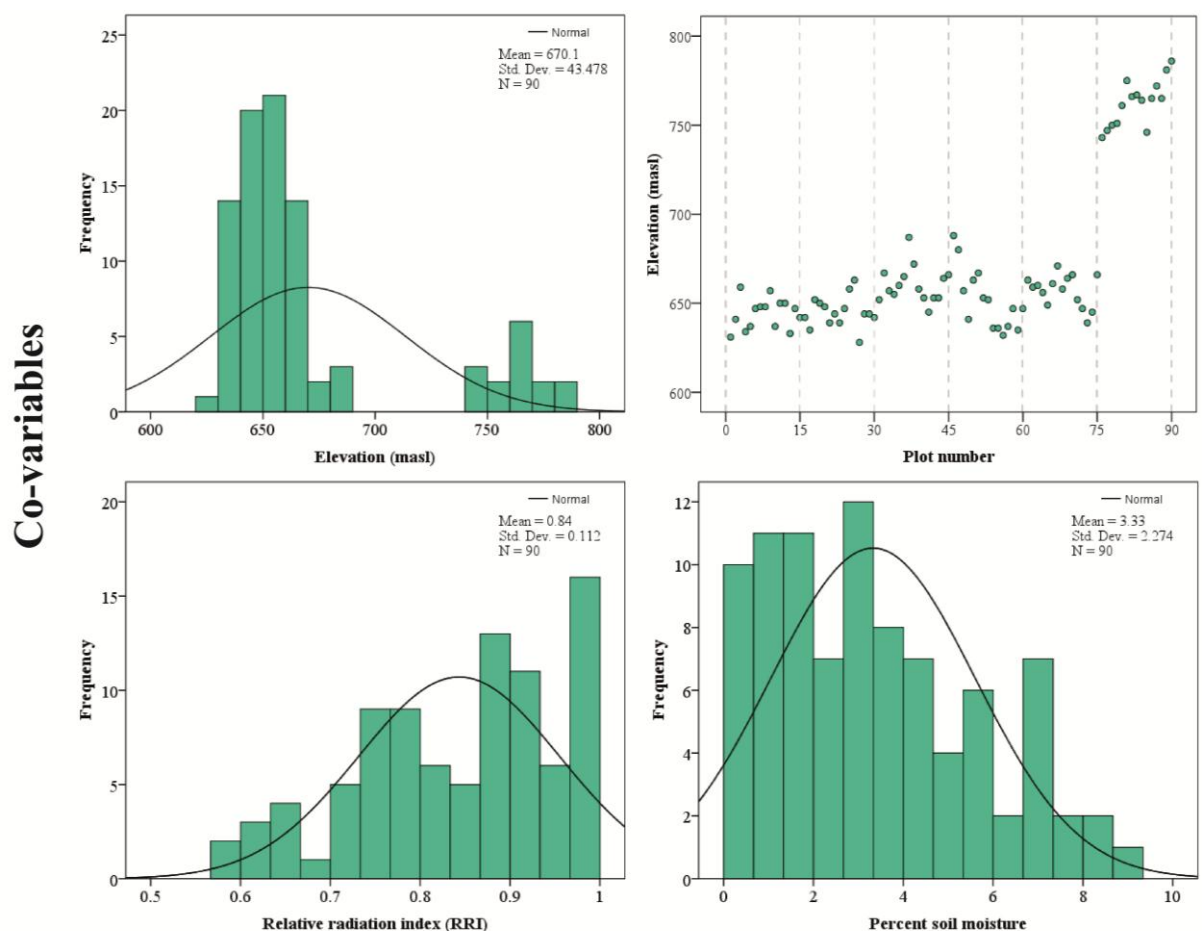 Co-variables
25
20
15
10
5
0
Frequency
Normal
Mean = 670.1
Std. Dev. = 43.478
N = 90
600 650 700 750 800
Elevation (masl)
800
750
700
650
600
Elevation (masl)
0 15 30 45 60 75 90
Plot number
20
15
10
5
0
Frequency
Normal
Mean = 0.84
Std. Dev. = 0.112
N = 90
0.5 0.6 0.7 0.8 0.9 1
Relative radiation index (RRI)
12
10
8
6
4
2
0
Frequency
Normal
Mean = 3.33
Std. Dev. = 2.274
N = 90
0 2 4 6 8 10
Percent soil moisture